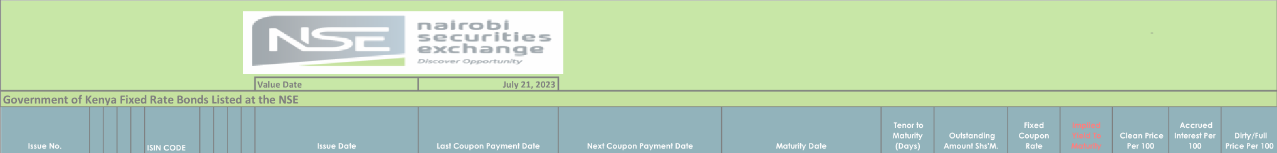 NSE
nairobi
securities
exchange
Discover Opportunity
Value Date July 21, 2023
Government of Kenya Fixed Rate Bonds Listed at the NSE
Issue No.
ISIN CODE
Issue Date
Last Coupon Payment Date
Next Coupon Payment Date
Maturity Date
Tenor to
Maturity
(Days)
Outstanding
Amount Shs'M.
Fixed
Coupon
Rate
Clean Price
Per 100
Accrued
Interest Per
100
Dirty/Full
Price Per 100